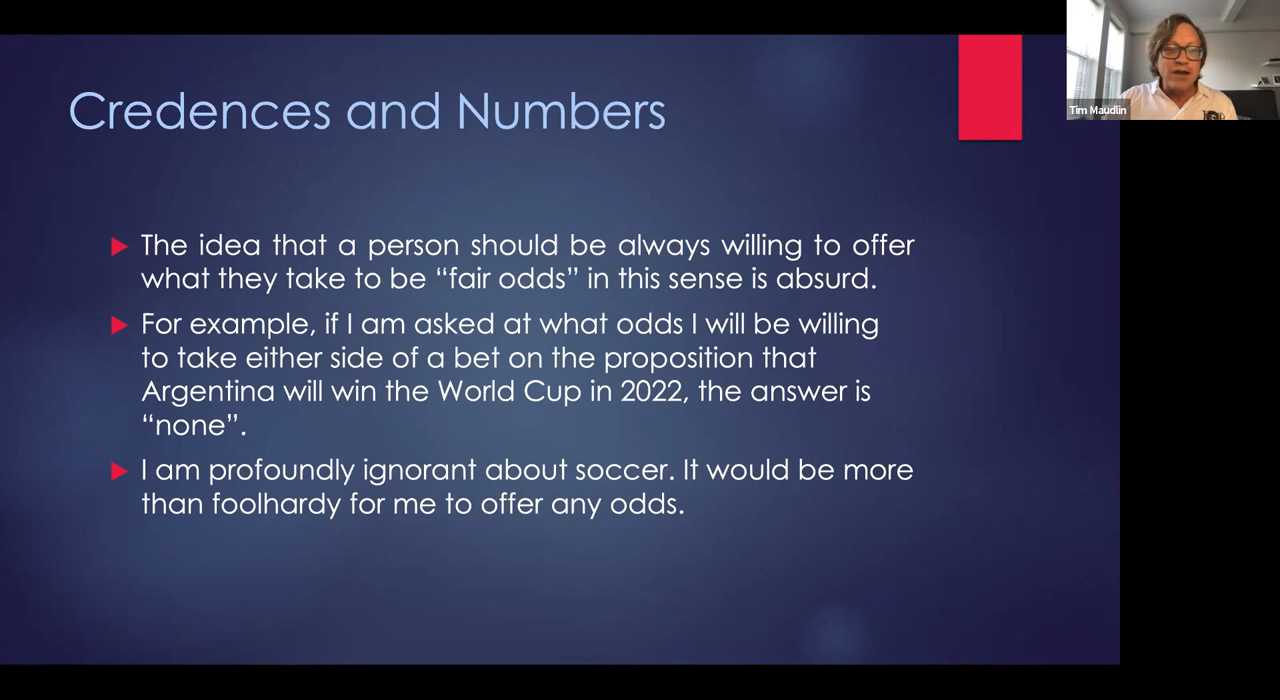 Credences and Numbers
The idea that a person should be always willing to offer
what they take to be “fair odds” in this sense is absurd.
For example, if I am asked at what odds I will be willing
to take either side of a bet on the proposition that
Argentina will win the World Cup in 2022, the answer is
“none”.
I am profoundly ignorant about soccer. It would be more
than foolhardy for me to offer any odds.
Tim Maudlin